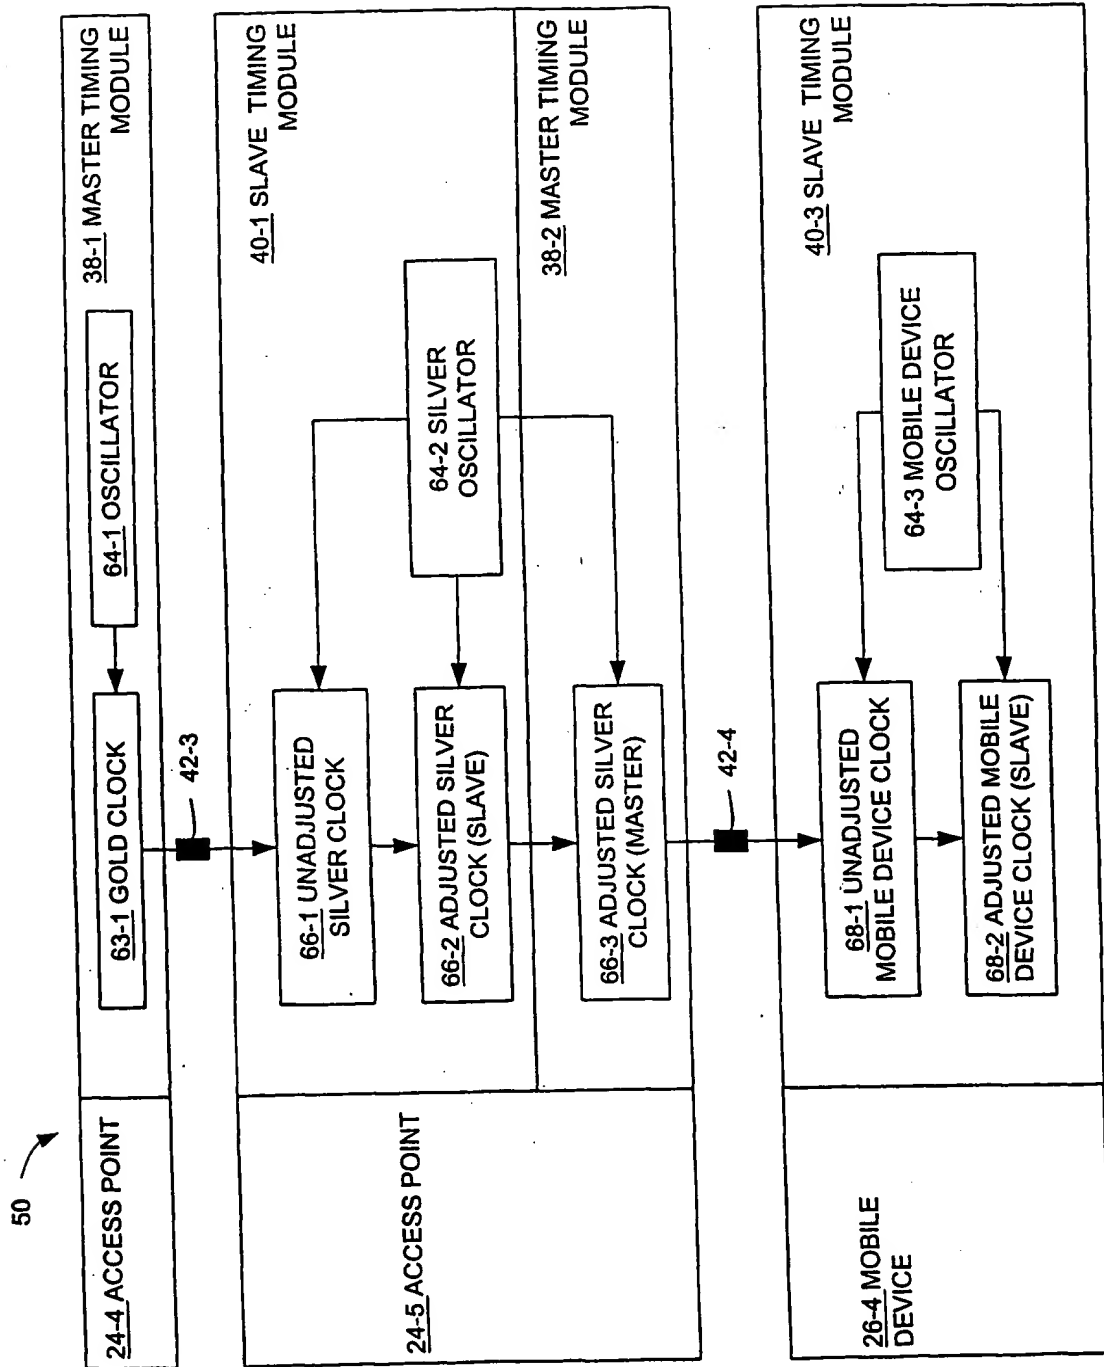 50
24-4 ACCESS POINT
63-1 GOLD CLOCK
64-1 OSCILLATOR
38-1 MASTER TIMING
MODULE
42-3
24-5 ACCESS POINT
66-1 UNADJUSTED
SILVER CLOCK
66-2 ADJUSTED SILVER
CLOCK (SLAVE)
64-2 SILVER
OSCILLATOR
40-1 SLAVE TIMING
MODULE
66-3 ADJUSTED SILVER
CLOCK (MASTER)
38-2 MASTER TIMING
MODULE
42-4
26-4 MOBILE
DEVICE
68-1 UNADJUSTED
MOBILE DEVICE CLOCK
68-2 ADJUSTED MOBILE
DEVICE CLOCK (SLAVE)
64-3 MOBILE DEVICE
OSCILLATOR
40-3 SLAVE TIMING
MODULE